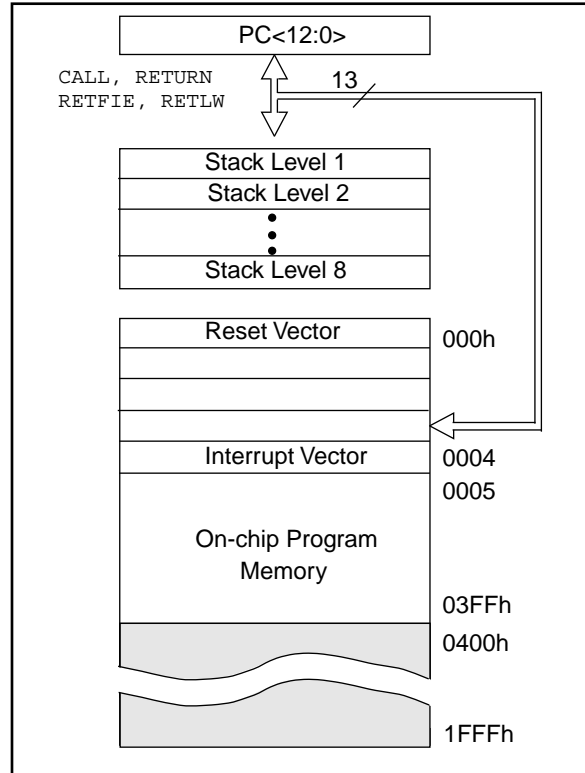 PC<12:0>
CALL, RETURN
RETFIE, RETLW
13
Stack Level 1
Stack Level 2
Stack Level 8
Reset Vector
000h
Interrupt Vector
0004
0005
On-chip Program
Memory
03FFh
0400h
1FFFh